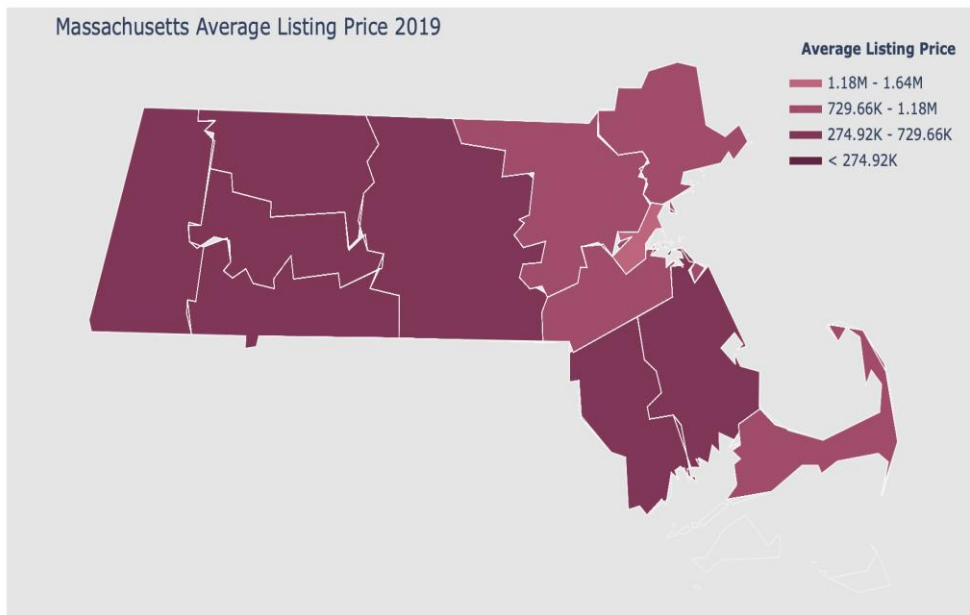 Massachusetts Average Listing Price 2019
Average Listing Price
1.18M - 1.64M
729.66K - 1.18M
274.92K - 729.66K
< 274.92K